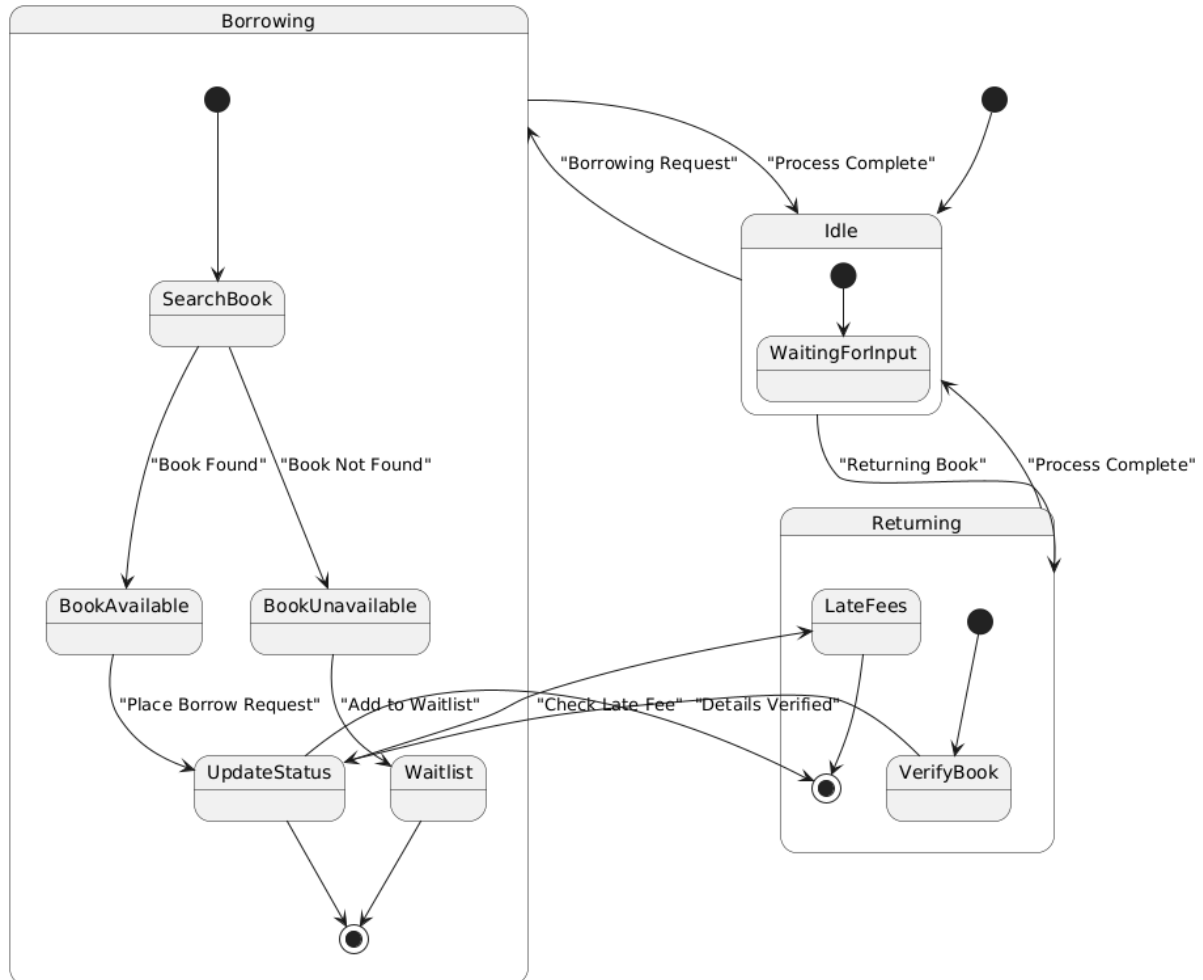 Borrowing
"Borrowing Request"
"Process Complete"
Idle
SearchBook
WaitingForInput
"Book Found"
"Book Not Found"
"Returning Book"
"Process Complete"
Returning
BookAvailable
BookUnavailable
LateFees
"Place Borrow Request"
"Add to Waitlist"
"Check Late Fee"
"Details Verified"
UpdateStatus
Waitlist
VerifyBook